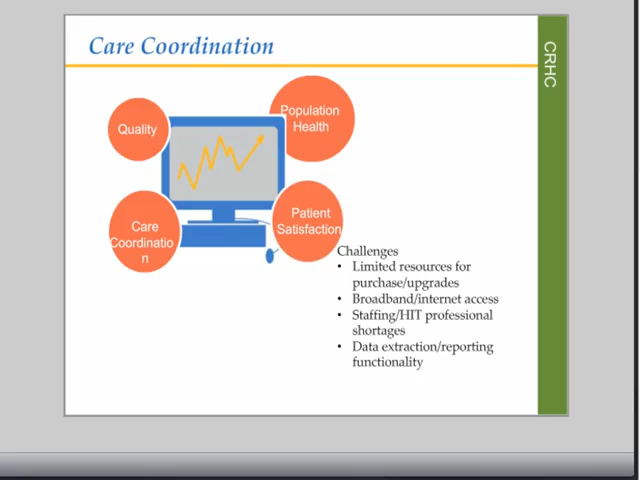 Care Coordination
CRHC
Population
Health
Quality
Patient
Satisfaction
Care
Coordinatio
n
Challenges
• Limited resources for
purchase/upgrades
• Broadband/internet access
• Staffing/HIT professional
shortages
• Data extraction/reporting
functionality